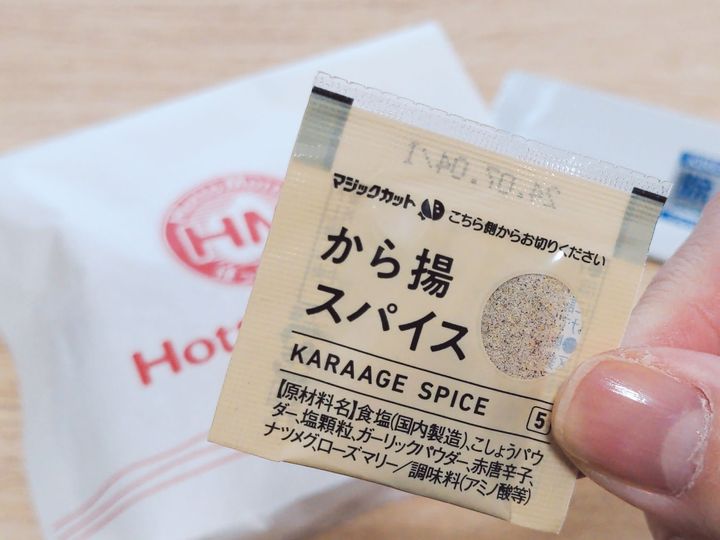 24.07.04/1
マジックカット こちら側からお切りください
から揚
スパイス
KARAAGE SPICE
5
【原材料名】食塩(国内製造)、こしょうパウ
ダー、塩顆粒、ガーリックパウダー、赤唐辛子、
ナツメグ、ローズマリー/調味料(アミノ酸等)
HM
Hot